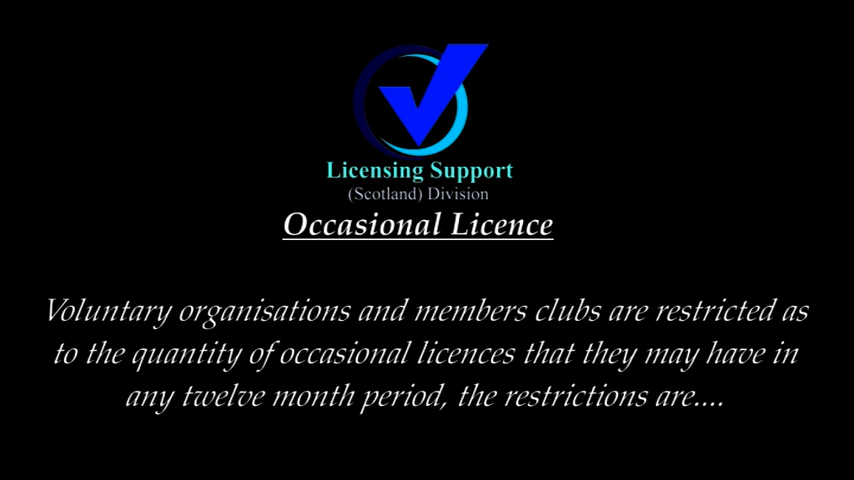 Licensing Support
(Scotland) Division
Occasional Licence
Voluntary organisations and members clubs are restricted as
to the quantity of occasional licences that they may have in
any twelve month period, the restrictions are....